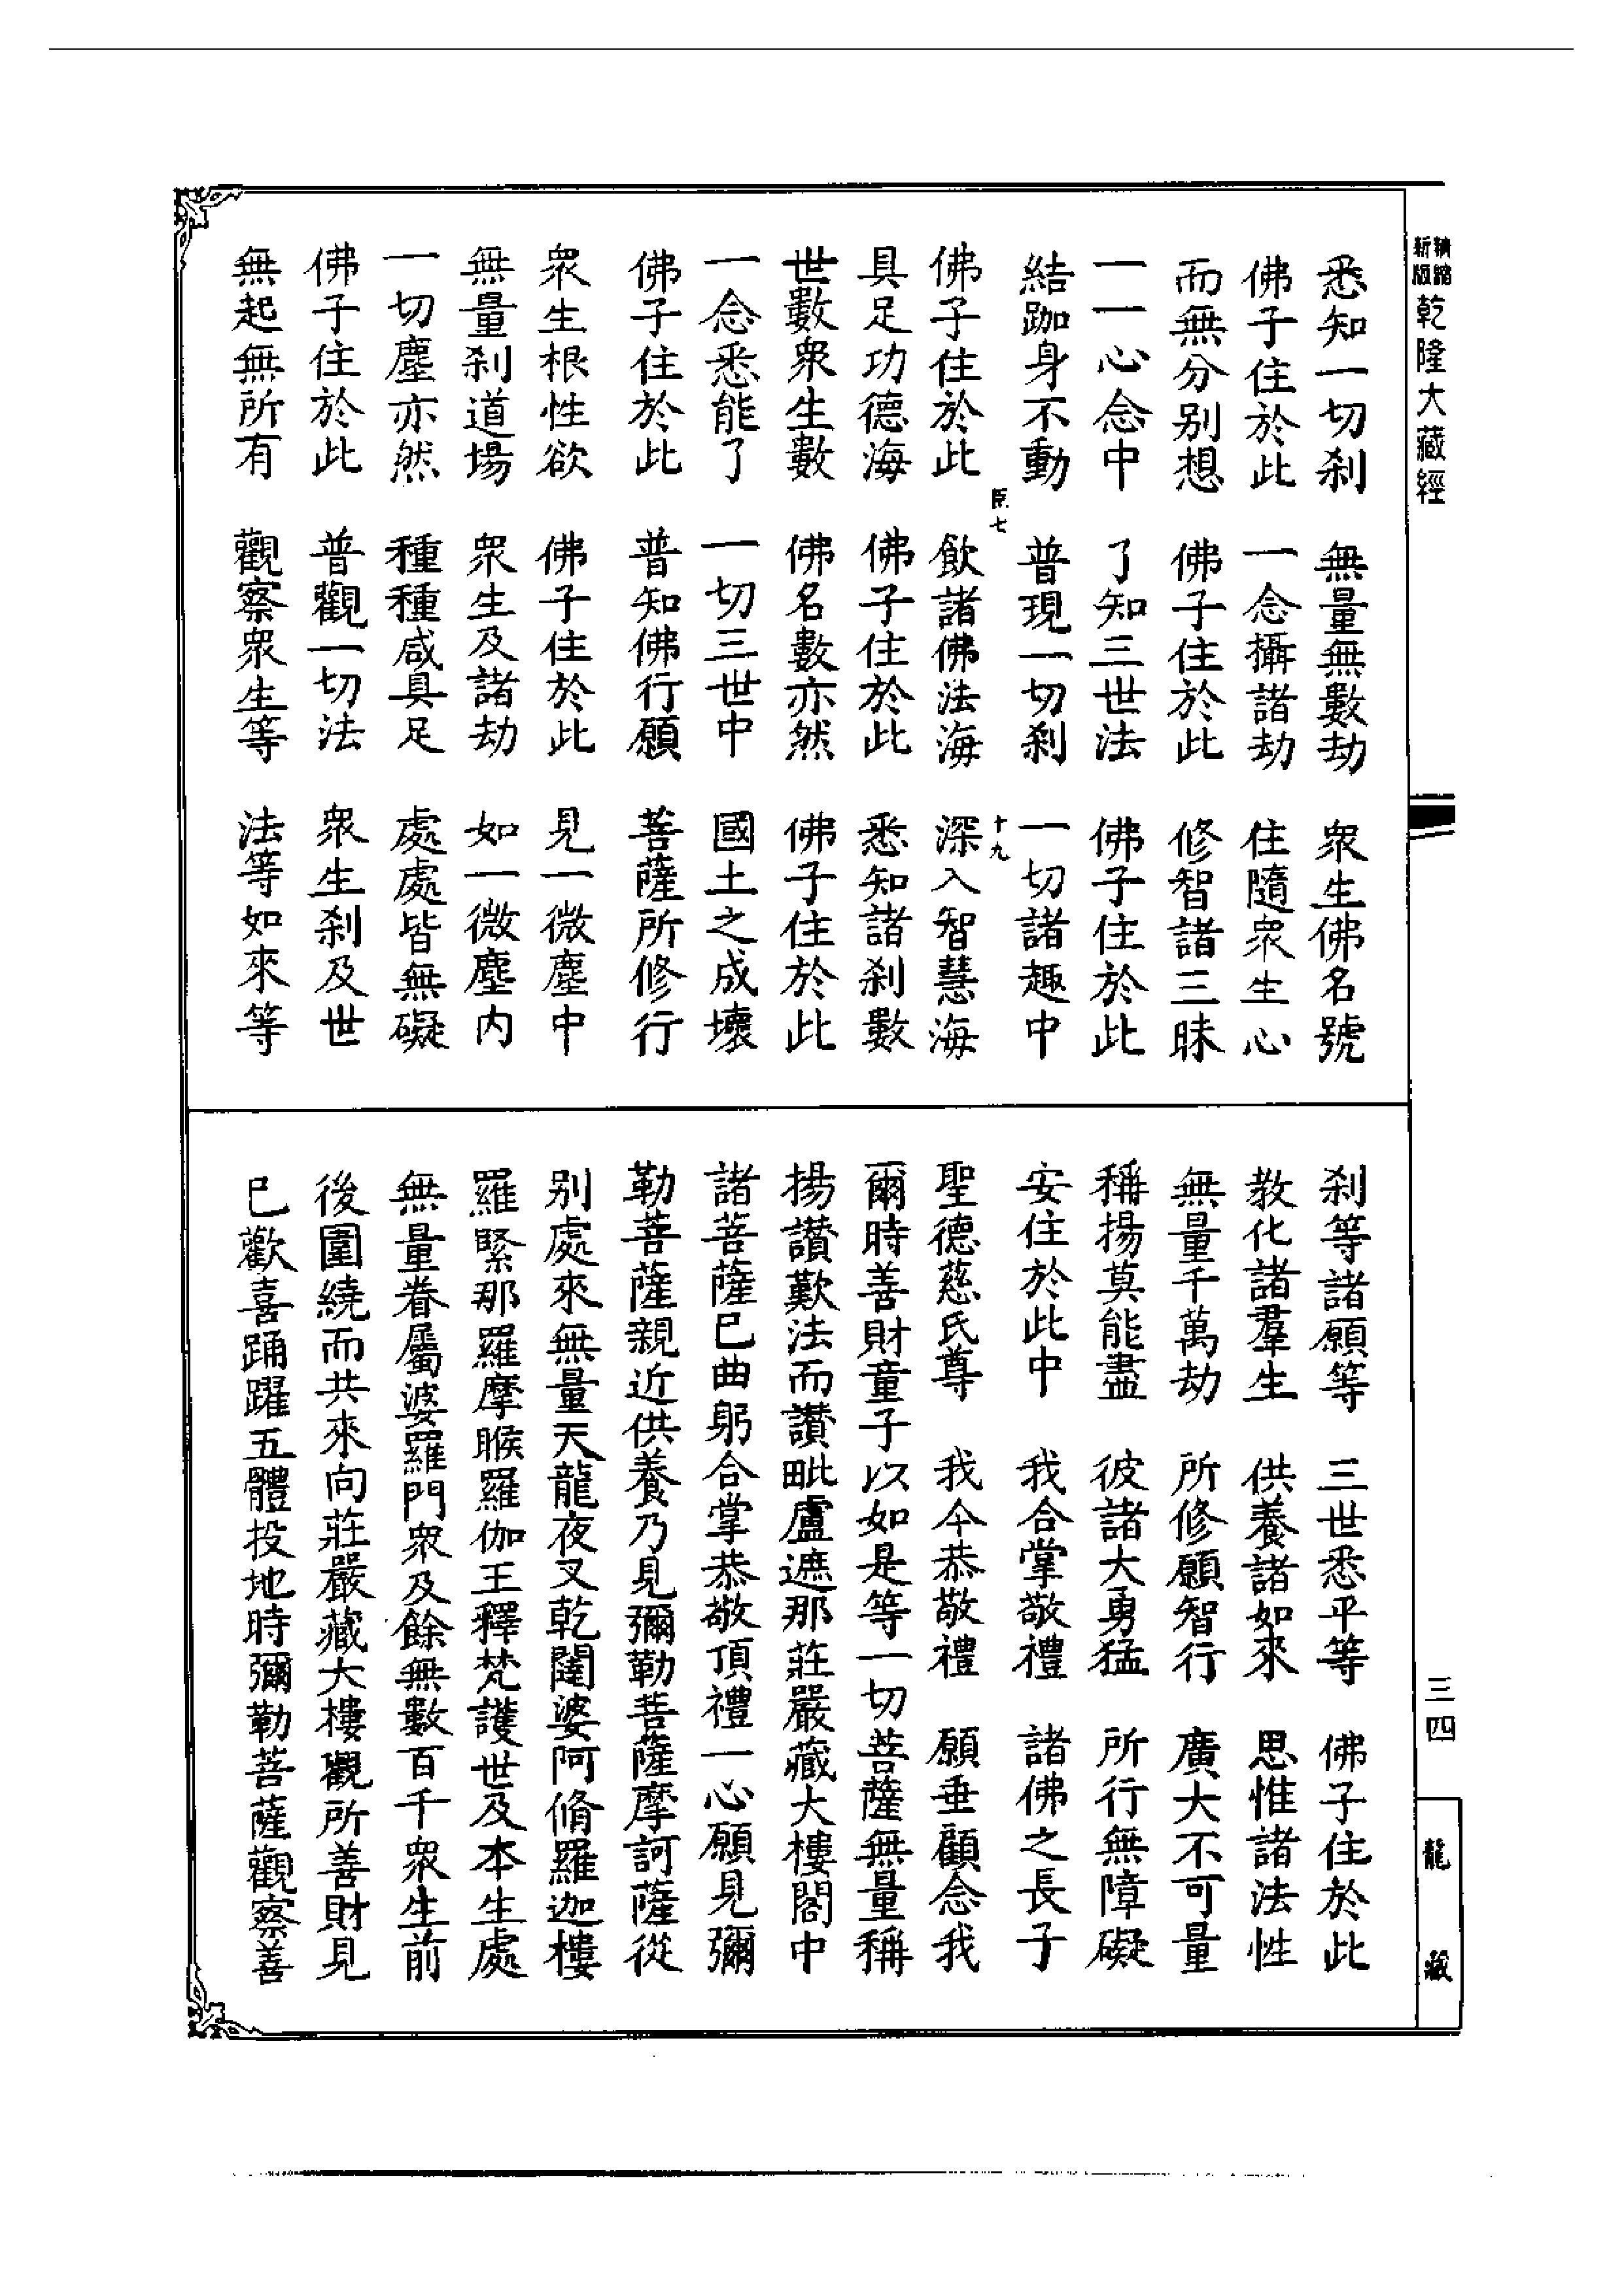 精縮新版乾隆大藏經
悉知一切刹　無量無數劫　衆生佛名號
佛子住於此　一念攝諸劫　住隨衆生心
而無分别想　佛子住於此　修智諸三昧
一一心念中　了知三世法　佛子住於此
結跏身不動　普現一切刹　一切諸趣中
十九
佛子住於此　飲諸佛法海　深入智慧海
具足功德海　佛子住於此　悉知諸刹數
世數衆生數　佛名數亦然　佛子住於此
一念悉能了　一切三世中　國土之成壞
佛子住於此　普知佛行願　菩薩所修行
衆生根性欲　佛子住於此　見一微塵中
無量刹道場　衆生及諸劫　如一微塵内
一切塵亦然　種種咸具足　處處皆無礙
佛子住於此　普觀一切法　衆生刹及世
無起無所有　觀察衆生等　法等如來等
刹等諸願等　三世悉平等　佛子住於此
教化諸羣生　供養諸如來　思惟諸法性
無量千萬劫　所修願智行　廣大不可量
稱揚莫能盡　彼諸大勇猛　所行無障礙
安住於此中　我合掌敬禮　諸佛之長子
聖德慈氏尊　我今恭敬禮　願垂顧念我
爾時善財童子以如是等一切菩薩無量稱
揚讚歎法而讚毗盧遮那莊嚴藏大樓閣中
諸菩薩已曲躬合掌恭敬頂禮一心願見彌
勒菩薩親近供養乃見彌勒菩薩摩訶薩從
别處來無量天龍夜叉乾闥婆阿脩羅迦樓
羅緊那羅摩睺羅伽王釋梵護世及本生處
無量眷屬婆羅門衆及餘無數百千衆生前
後圍繞而共來向莊嚴藏大樓觀所善財見
已歡喜踊躍五體投地時彌勒菩薩觀察善
三四
龍藏